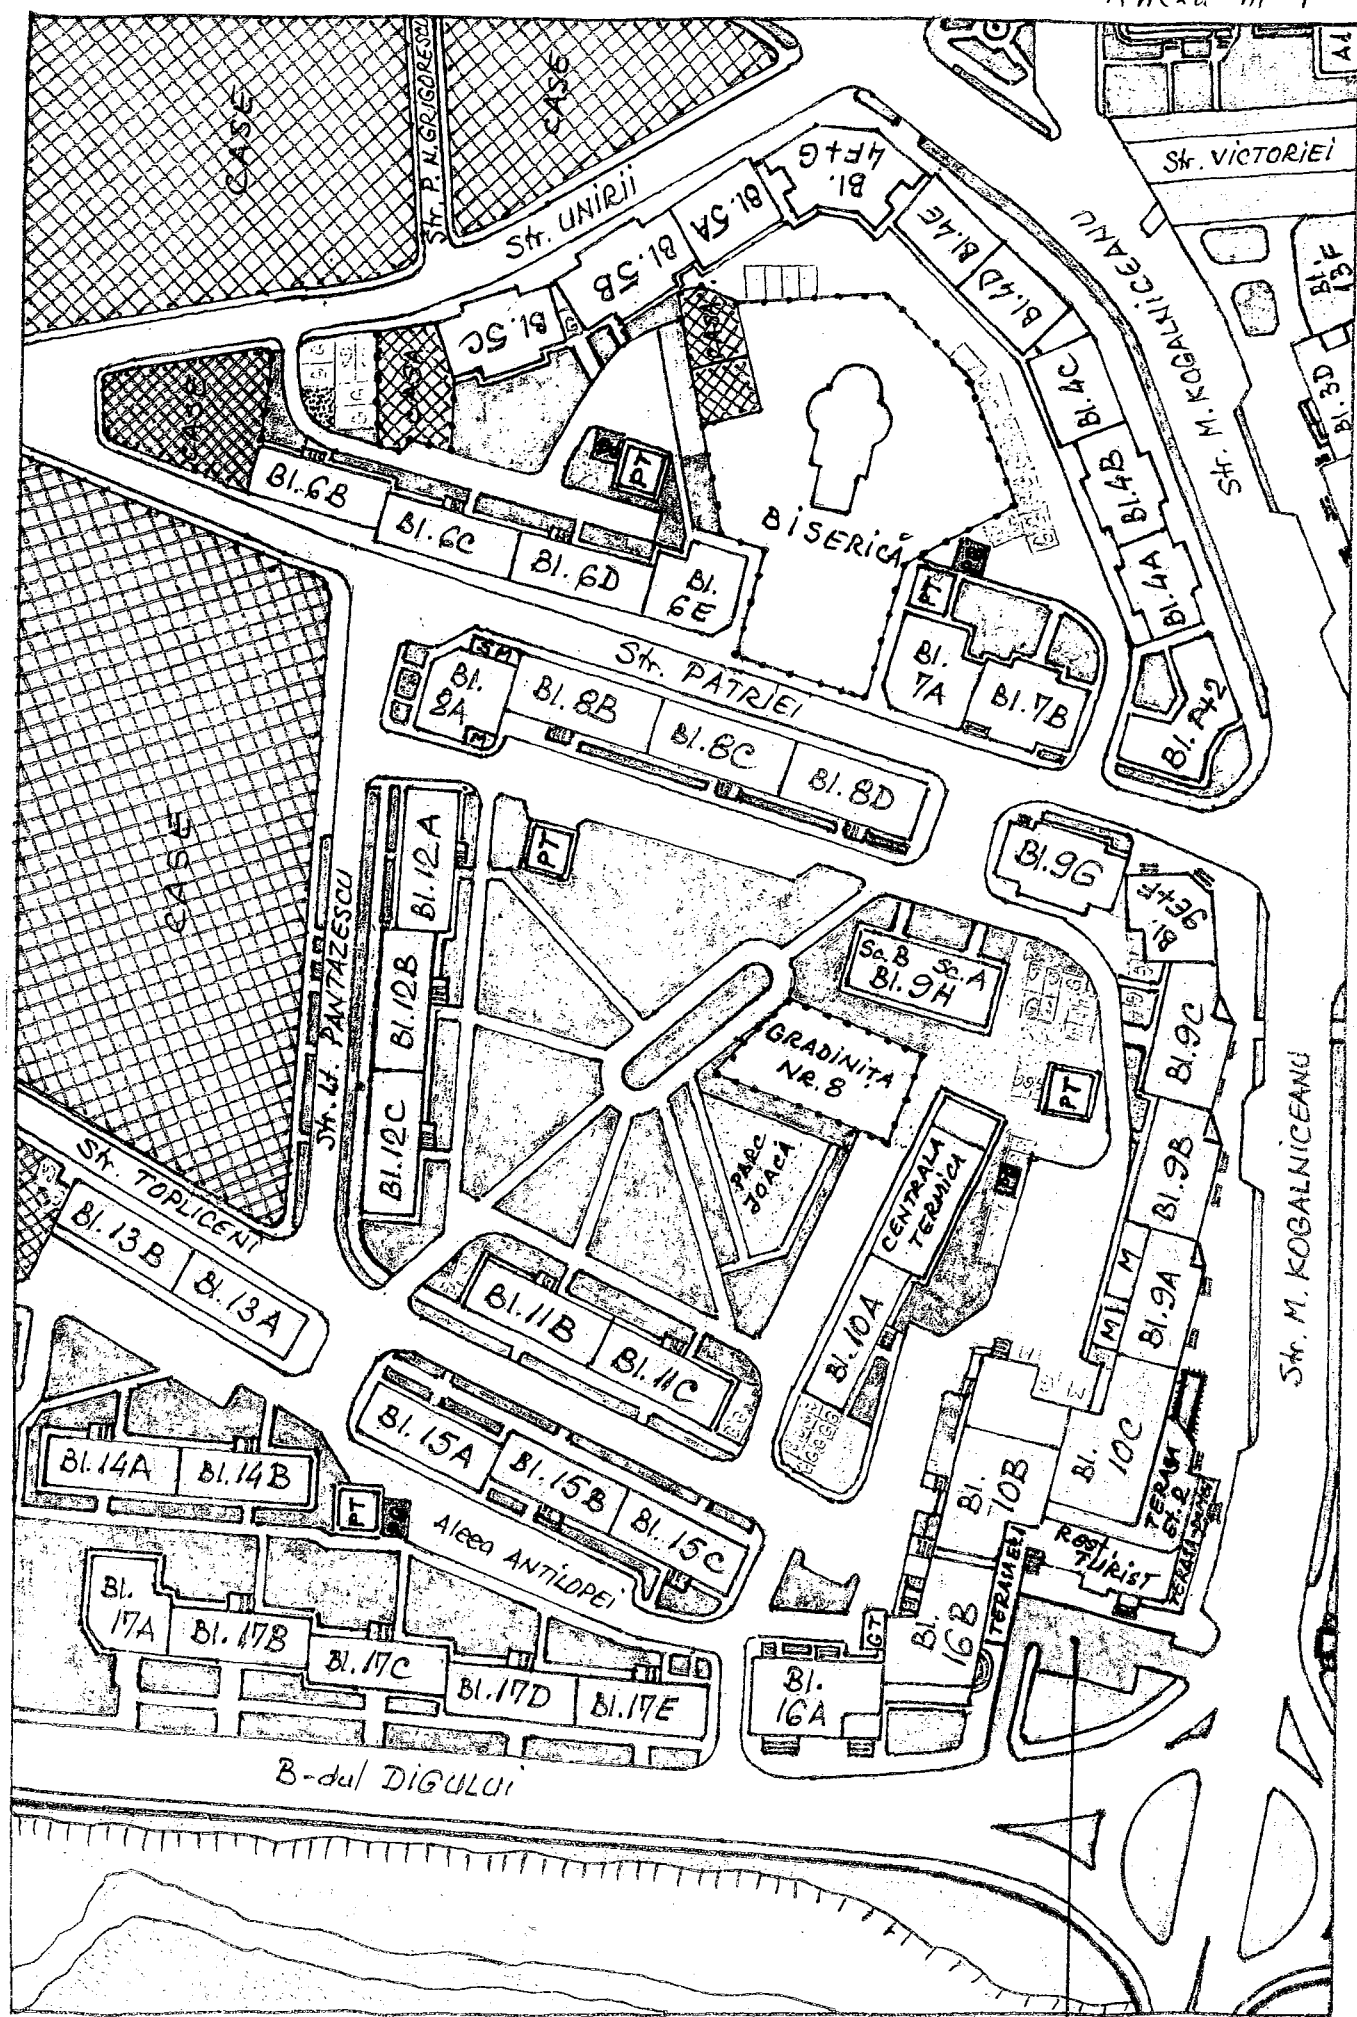 CASE
Str. P. N. GRIGORESCU
CASE
Str. UNIRII
Str. VICTORIEI
Bl.
4F+G
Bl. 5A
Bl. 5B
Bl. 5C
Bl. 4E
Bl. 4D
Bl. 4C
Bl. 4B
Bl. 4A
Str. M. KOGALNICEANU
Bl.
13F
Bl. 3D
CASE
CASA
CASA
PT
Bl. 6B
Bl. 6C
Bl. 6D
Bl.
6E
BISERICĂ
PT
Bl.
7A
Bl. 7B
Bl. P+2
Str. PATRIEI
SM
Bl.
8A
M
Bl. 8B
Bl. 8C
Bl. 8D
CASE
Bl. 12A
Bl. 12B
Bl. 12C
Str. Lt. PANTAZESCU
PT
Bl. 9G
Bl.
9E+F
Sc. B Sc. A
Bl. 9H
GRADINIȚA
NR. 8
PT
Bl. 9C
Bl. 9B
Bl. 9A
M
M
PARC
JOACĂ
CENTRALA
TERMICA
Str. TOPLICENI
Bl. 13B
Bl. 13A
Bl. 11B
Bl. 11C
Bl. 10A
Bl.
10B
Bl.
10C
Str. M. KOGALNICEANU
Bl. 14A
Bl. 14B
PT
Bl. 15A
Bl. 15B
Bl. 15C
Aleea ANTILOPEI
TERASA
Et. 2
Rest.
TURIST
Bl.
17A
Bl. 17B
Bl. 17C
Bl. 17D
Bl. 17E
GT
Bl.
16A
Bl.
16B
B-dul DIGULUI